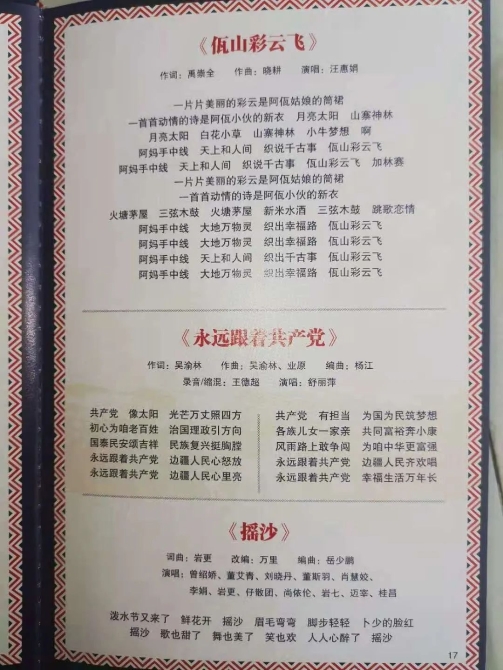 《佤山彩云飞》
作词：禹崇全 作曲：晓耕 演唱：汪惠娟
一片片美丽的彩云是阿佤姑娘的筒裙
一首首动情的诗是阿佤小伙的新衣 月亮太阳 山寨神林
月亮太阳 白花小草 山寨神林 小牛梦想 啊
阿妈手中线 天上和人间 织说千古事 佤山彩云飞
阿妈手中线 天上和人间 织说千古事 佤山彩云飞 加林赛
一片片美丽的彩云是阿佤姑娘的筒裙
一首首动情的诗是阿佤小伙的新衣
火塘茅屋 三弦木鼓 火塘茅屋 新米水酒 三弦木鼓 跳歌恋情
阿妈手中线 大地万物灵 织出幸福路 佤山彩云飞
阿妈手中线 大地万物灵 织出幸福路 佤山彩云飞
阿妈手中线 天上和人间 织出千古事 佤山彩云飞
阿妈手中线 大地万物灵 织出幸福路 佤山彩云飞
《永远跟着共产党》
作词：吴渝林 作曲：吴渝林、业原 编曲：杨江
录音/缩混：王德超 演唱：舒丽萍
共产党 像太阳 光芒万丈照四方
初心为咱老百姓 治国理政引方向
国泰民安颂吉祥 民族复兴挺胸膛
永远跟着共产党 边疆人民心怒放
永远跟着共产党 边疆人民心里亮
共产党 有担当 为国为民筑梦想
各族儿女一家亲 共同富裕奔小康
风雨路上敢争闯 为咱中华更富强
永远跟着共产党 边疆人民齐欢唱
永远跟着共产党 幸福生活万年长
《摇沙》
词曲：岩更 改编：万里 编曲：岳少鹏
演唱：曾绍娇、董艾青、刘晓丹、董斯羽、肖慧姣、
李娟、岩更、仔散团、尚依伦、岩七、迈宰、桂昌
泼水节又来了 鲜花开 摇沙 眉毛弯弯 脚步轻轻 卜少的脸红
摇沙 歌也甜了 舞也美了 笑也欢 人人心醉了 摇沙
17